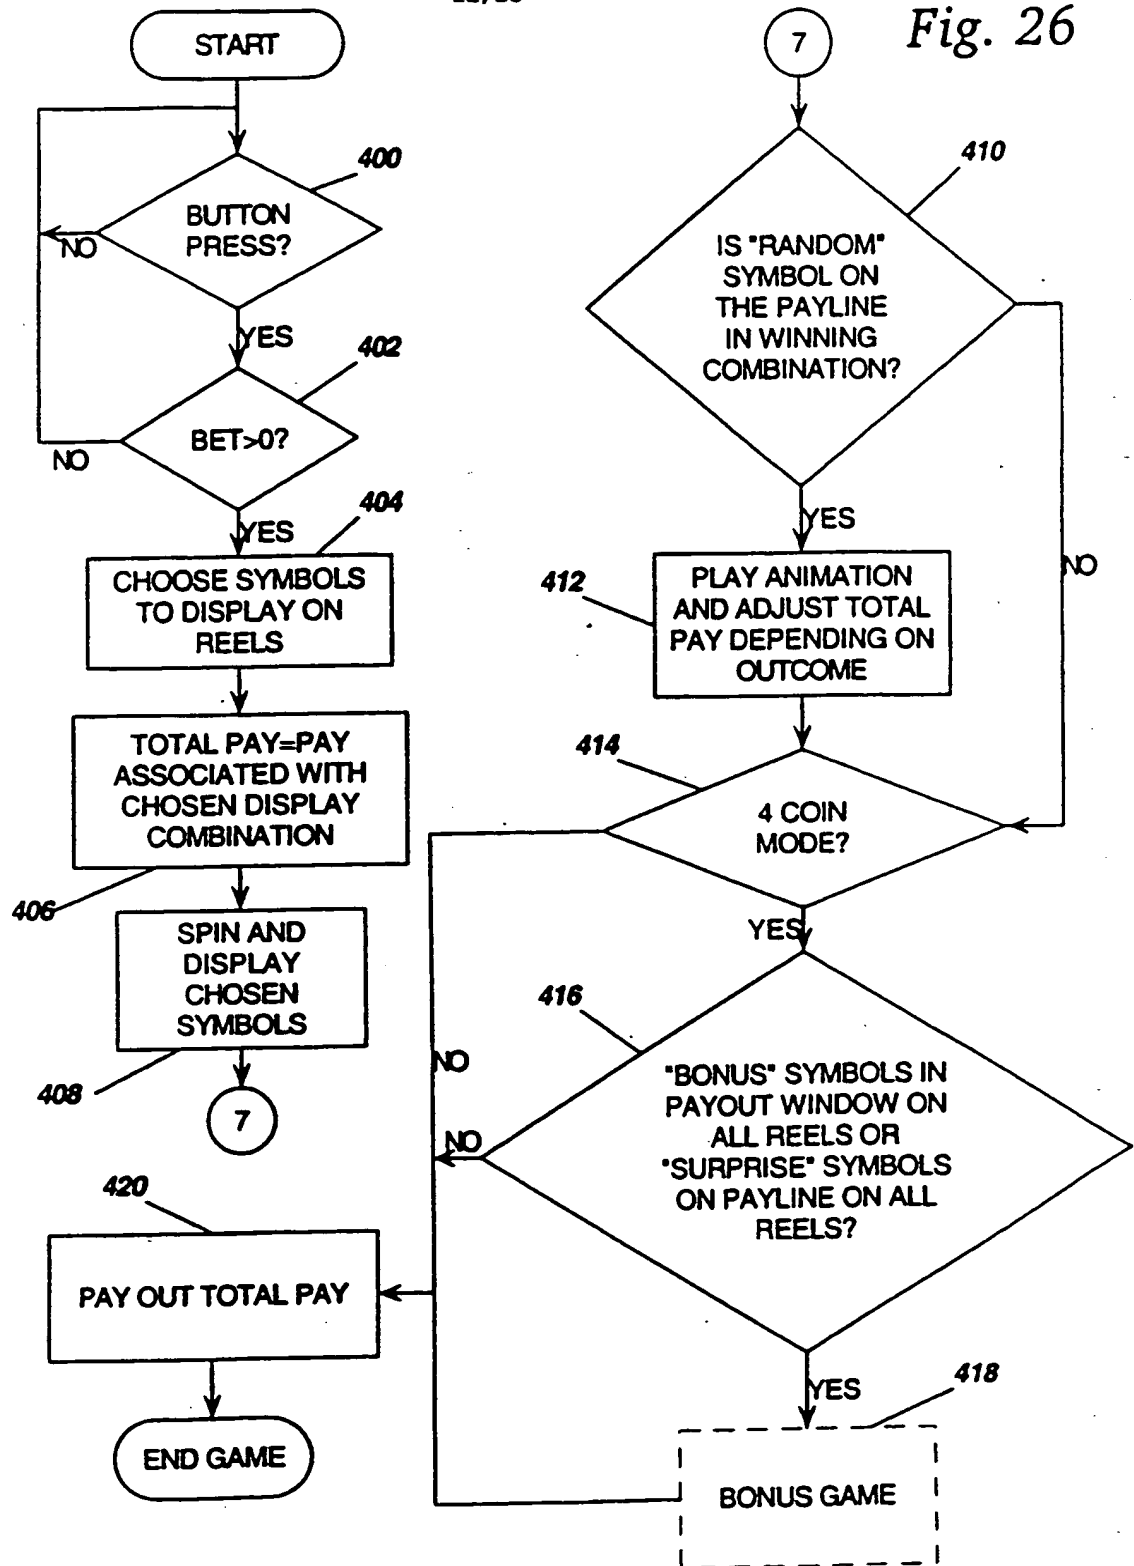 Fig. 26
START
400
BUTTON
PRESS?
NO
YES
402
BET>0?
NO
YES
404
CHOOSE SYMBOLS
TO DISPLAY ON
REELS
TOTAL PAY=PAY
ASSOCIATED WITH
CHOSEN DISPLAY
COMBINATION
406
SPIN AND
DISPLAY
CHOSEN
SYMBOLS
408
7
7
410
IS "RANDOM"
SYMBOL ON
THE PAYLINE
IN WINNING
COMBINATION?
NO
YES
412
PLAY ANIMATION
AND ADJUST TOTAL
PAY DEPENDING ON
OUTCOME
414
4 COIN
MODE?
NO
YES
416
"BONUS" SYMBOLS IN
PAYOUT WINDOW ON
ALL REELS OR
"SURPRISE" SYMBOLS
ON PAYLINE ON ALL
REELS?
NO
YES
418
BONUS GAME
420
PAY OUT TOTAL PAY
END GAME